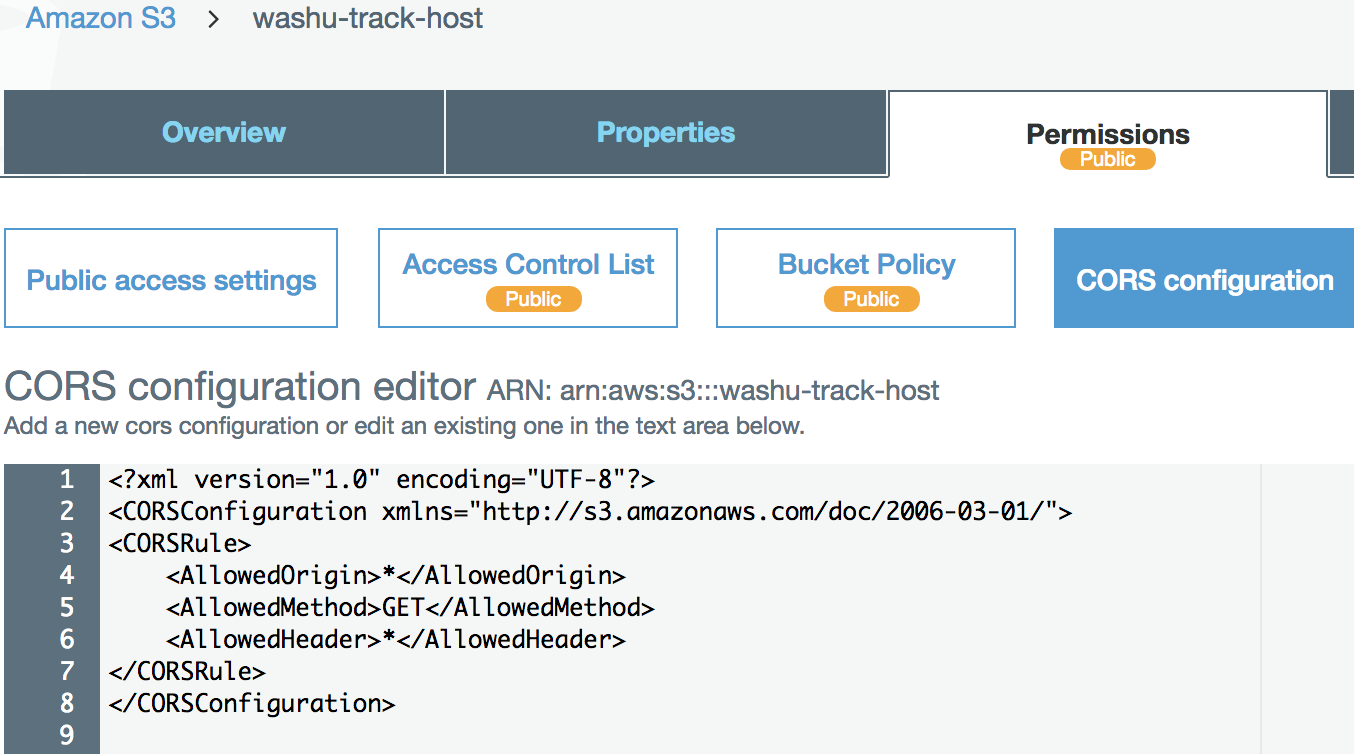 Amazon S3 > washu-track-host
Overview
Properties
Permissions
Public
Public access settings
Access Control List
Public
Bucket Policy
Public
CORS configuration
CORS configuration editor ARN: arn:aws:s3:::washu-track-host
Add a new cors configuration or edit an existing one in the text area below.
1 <?xml version="1.0" encoding="UTF-8"?>
2 <CORSConfiguration xmlns="http://s3.amazonaws.com/doc/2006-03-01/">
3 <CORSRule>
4     <AllowedOrigin>*</AllowedOrigin>
5     <AllowedMethod>GET</AllowedMethod>
6     <AllowedHeader>*</AllowedHeader>
7 </CORSRule>
8 </CORSConfiguration>
9